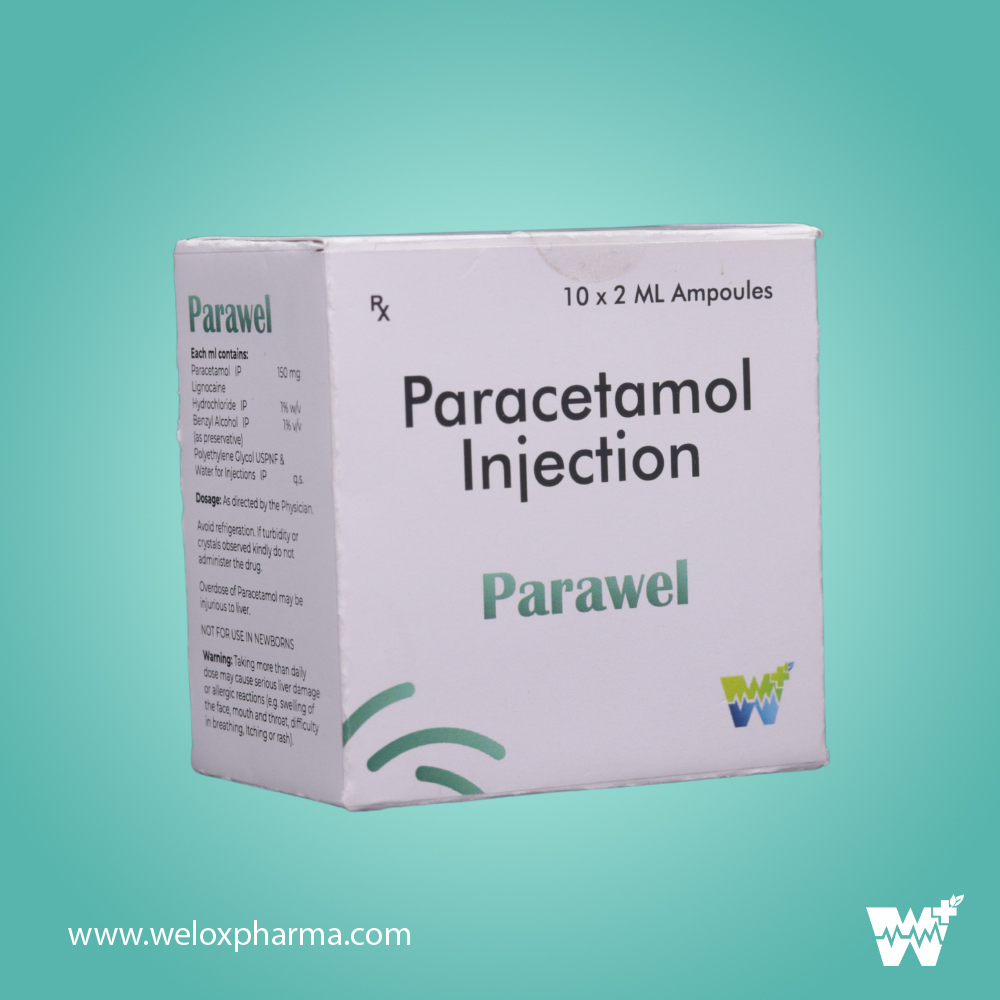 Parawel
Each ml contains:
Paracetamol IP 150 mg
Lignocaine
Hydrochloride IP 1% w/v
Benzyl Alcohol IP 1% v/v
(as preservative)
Polyethylene Glycol USPNF &
Water for Injections IP q.s.
Dosage: As directed by the Physician.
Avoid refrigeration. If turbidity or
crystals observed kindly do not
administer the drug.
Overdose of Paracetamol may be
injurious to liver.
NOT FOR USE IN NEWBORNS
Warning: Taking more than daily
dose may cause serious liver damage
or allergic reactions (e.g. swelling of
the face, mouth and throat, difficulty
in breathing, itching or rash).
Rx
10 x 2 ML Ampoules
Paracetamol
Injection
Parawel
W
www.weloxpharma.com
W